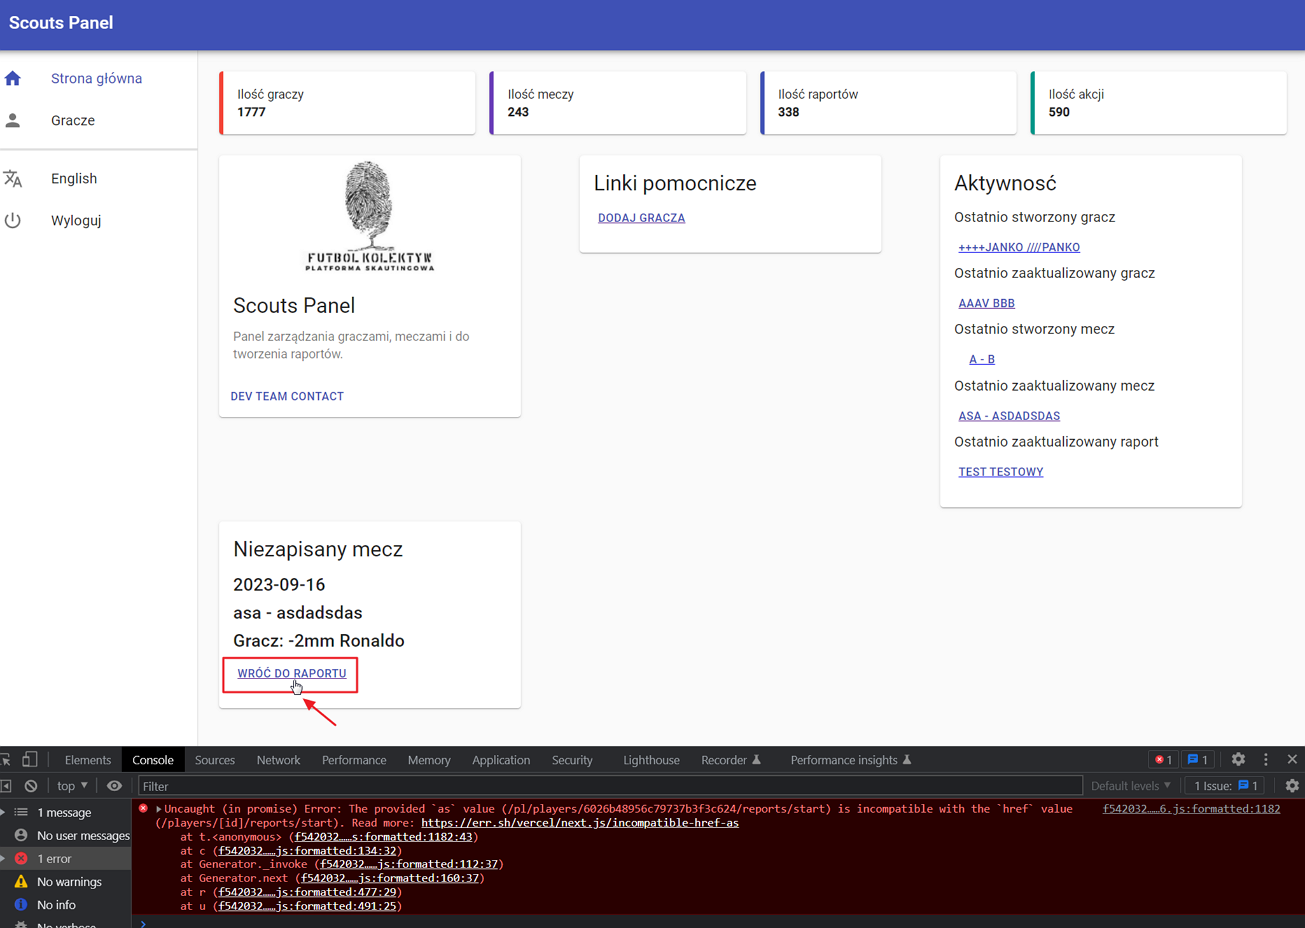 Scouts Panel
Strona główna
Gracze
English
Wyloguj
Ilość graczy
1777
Ilość meczy
243
Ilość raportów
338
Ilość akcji
590
FUTBOL KOLEKTYW
PLATFORMA SKAUTINGOWA
Scouts Panel
Panel zarządzania graczami, meczami i do
tworzenia raportów.
DEV TEAM CONTACT
Linki pomocnicze
DODAJ GRACZA
Aktywnosć
Ostatnio stworzony gracz
++++JANKO ////PANKO
Ostatnio zaaktualizowany gracz
AAAV BBB
Ostatnio stworzony mecz
A - B
Ostatnio zaaktualizowany mecz
ASA - ASDADSDAS
Ostatnio zaaktualizowany raport
TEST TESTOWY
Niezapisany mecz
2023-09-16
asa - asdadsdas
Gracz: -2mm Ronaldo
WRÓĆ DO RAPORTU
Elements Console Sources Network Performance Memory Application Security Lighthouse Recorder Performance insights 1 1
top Filter Default levels 1 Issue: 1
1 message
No user messages
1 error
No warnings
No info
No verbose
Uncaught (in promise) Error: The provided `as` value (/pl/players/6026b48956c79737b3f3c624/reports/start) is incompatible with the `href` value f542032……6.js:formatted:1182
(/players/[id]/reports/start). Read more: https://err.sh/vercel/next.js/incompatible-href-as
at t.<anonymous> (f542032……s:formatted:1182:43)
at c (f542032……js:formatted:134:32)
at Generator._invoke (f542032……js:formatted:112:37)
at Generator.next (f542032……js:formatted:160:37)
at r (f542032……js:formatted:477:29)
at u (f542032……js:formatted:491:25)